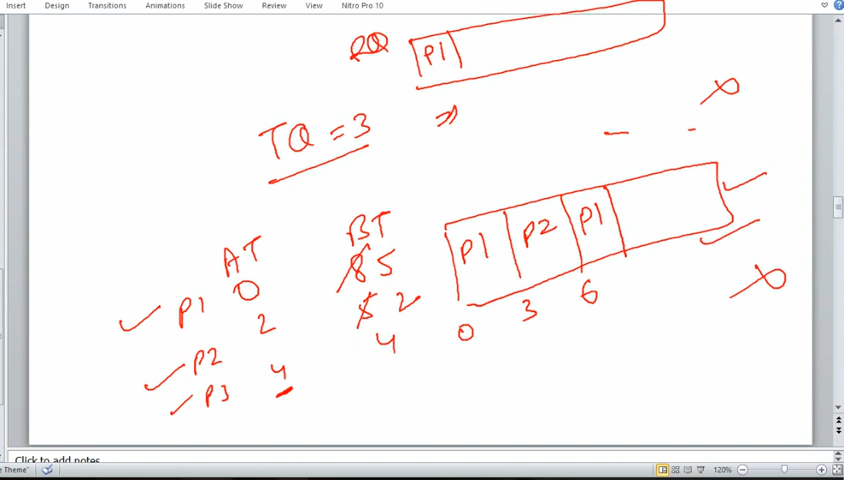 Insert Design Transitions Animations Slide Show Review View Nitro Pro 10
RQ P1
TQ = 3 ⇒
AT BT
P1 0 8 5
P2 2 5 2
P3 4 4
P1 P2 P1
0 3 6
Click to add notes
Theme" 120%